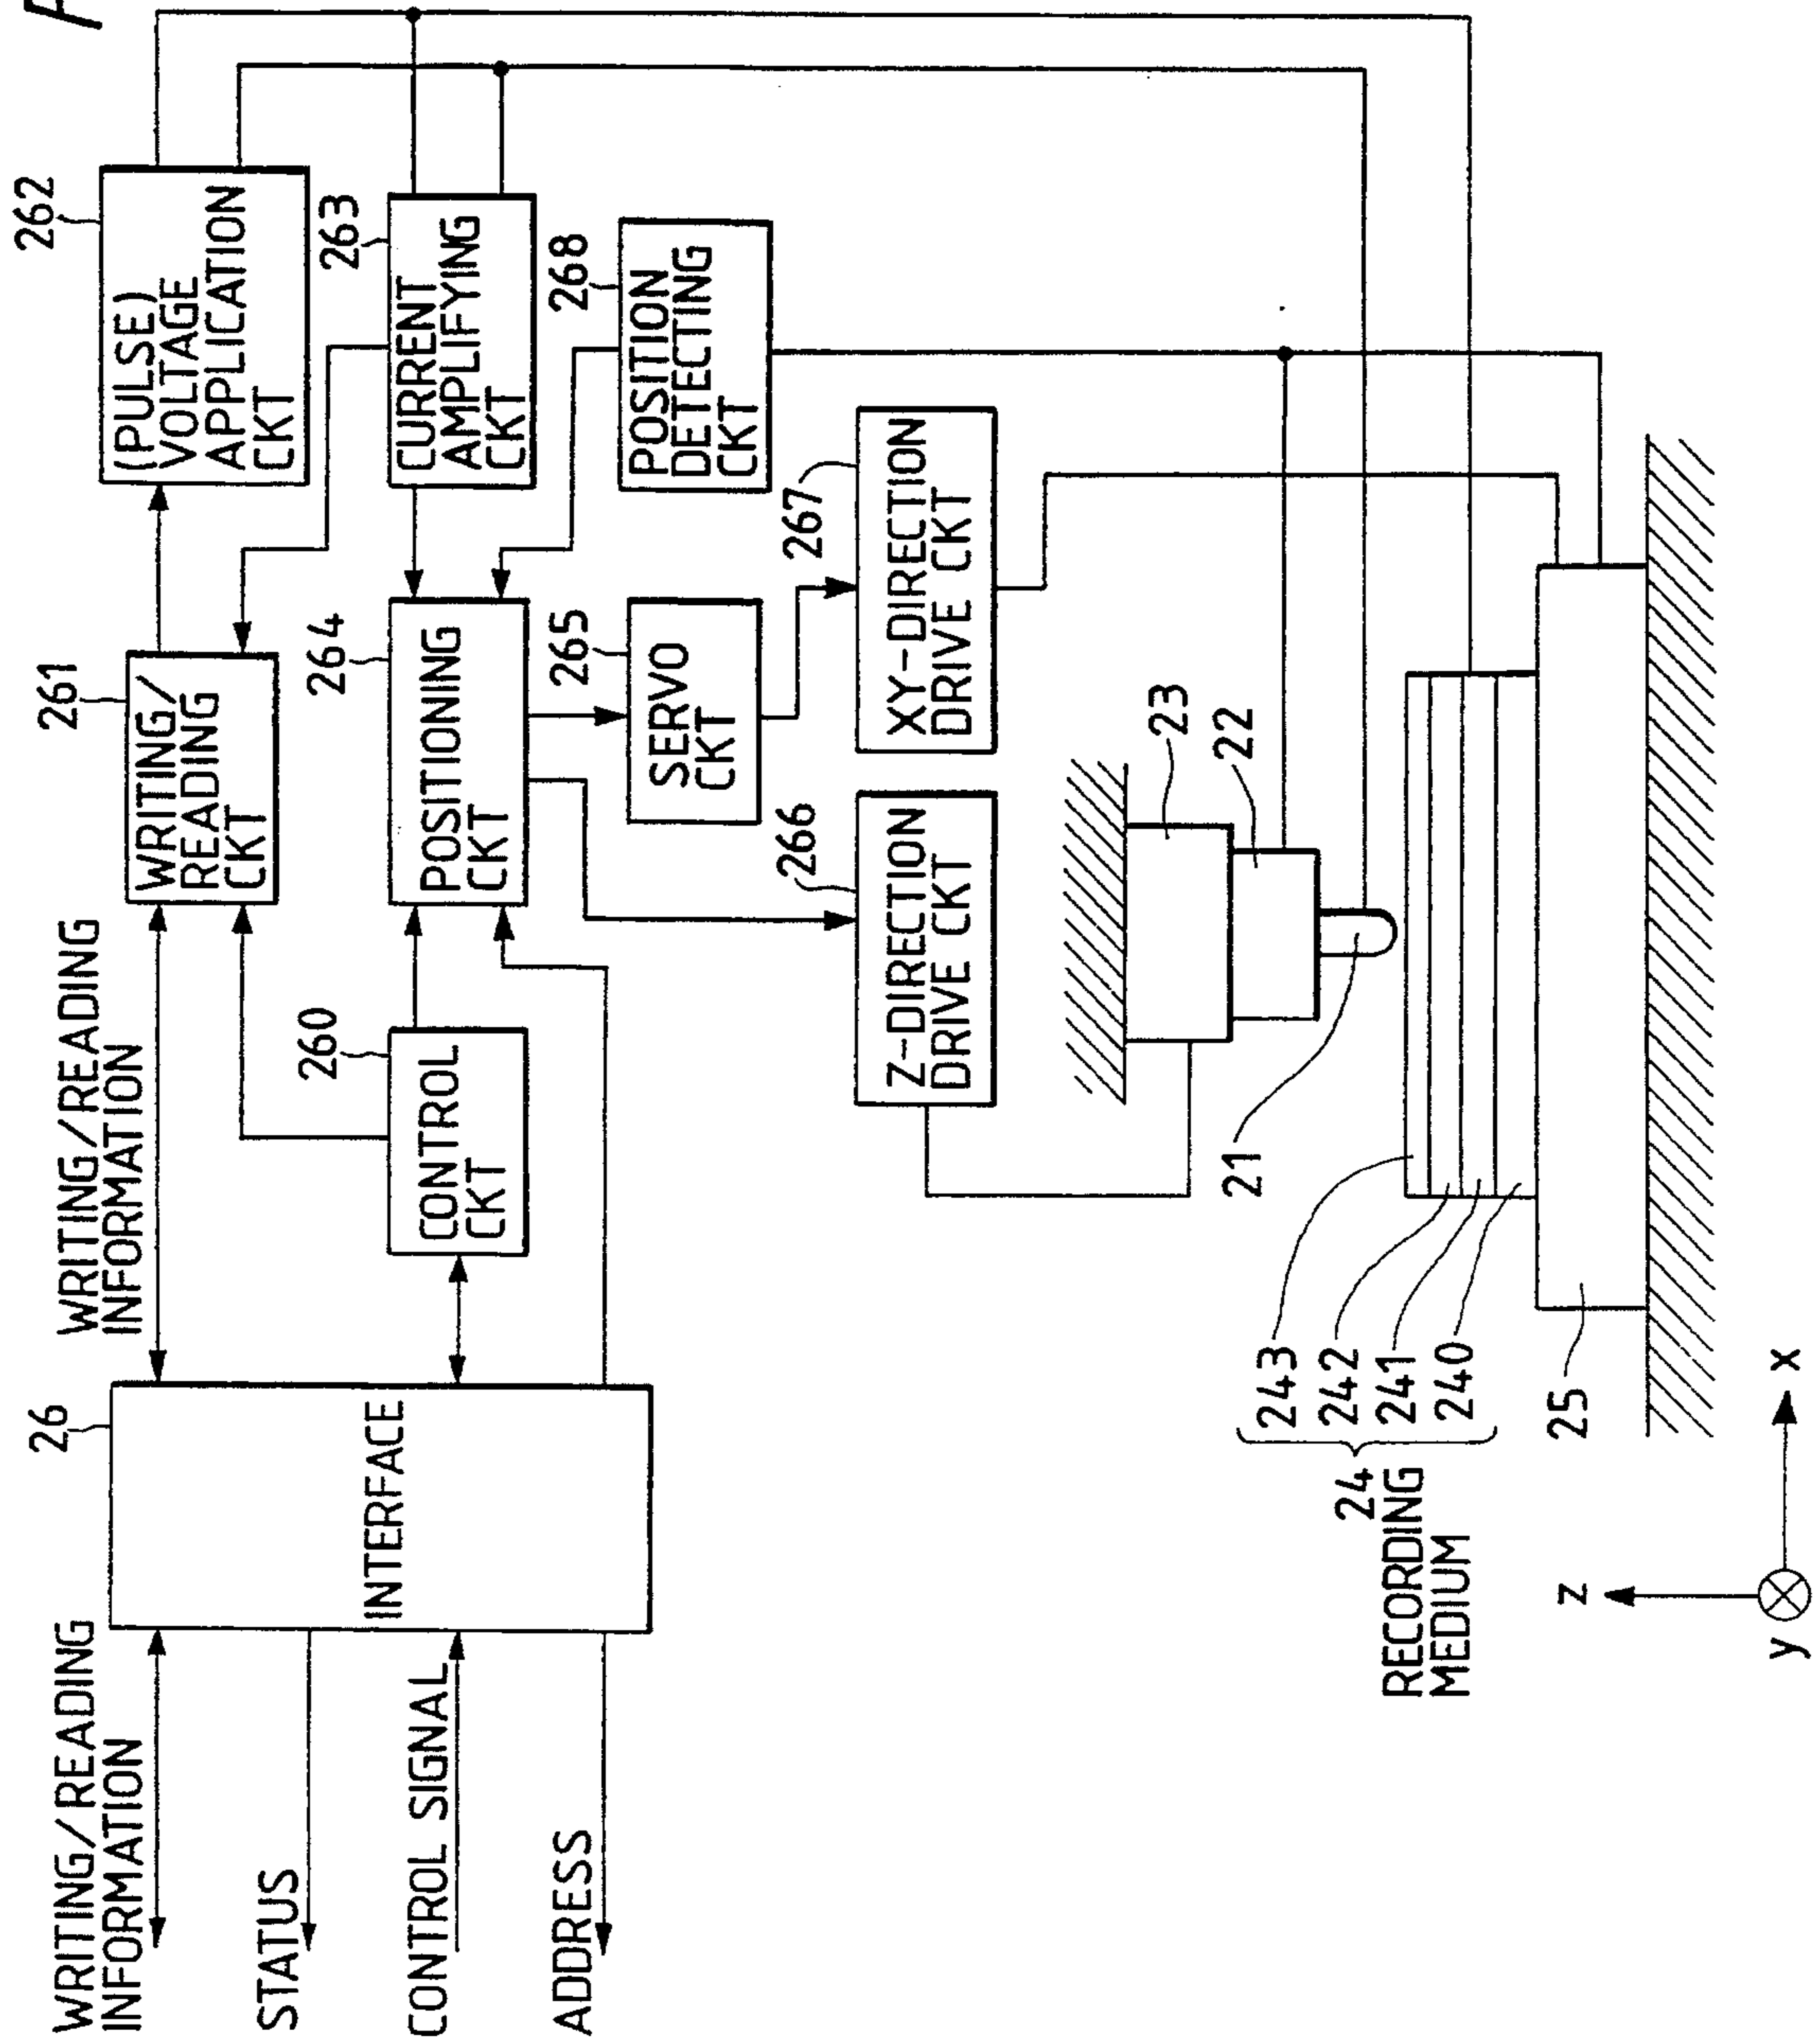 WRITING/READING
INFORMATION
STATUS
CONTROL SIGNAL
ADDRESS
26
INTERFACE
WRITING/READING
INFORMATION
260
CONTROL
CKT
261
WRITING/
READING
CKT
262
(PULSE)
VOLTAGE
APPLICATION
CKT
263
CURRENT
AMPLIFYING
CKT
264
POSITIONING
CKT
265
SERVO
CKT
268
POSITION
DETECTING
CKT
266
Z-DIRECTION
DRIVE CKT
267
XY-DIRECTION
DRIVE CKT
23
22
21
243
242
241
240
24
RECORDING
MEDIUM
25
z
y
x